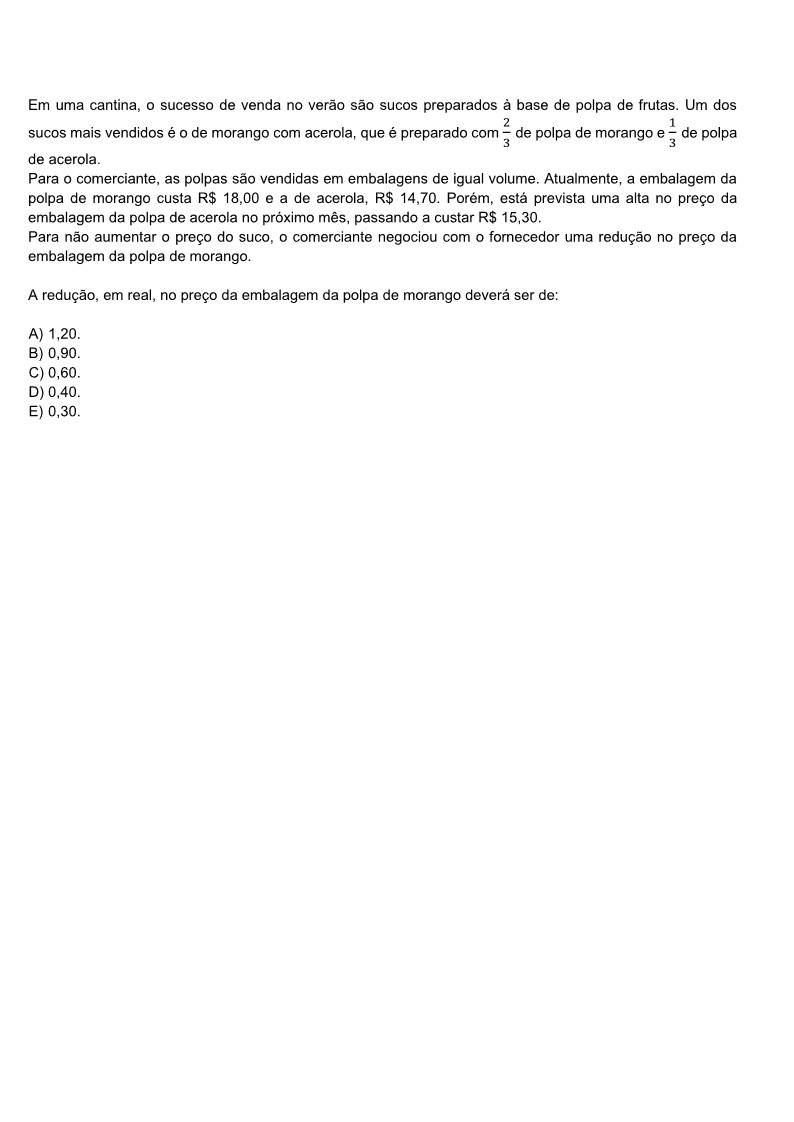 Em uma cantina, o sucesso de venda no verão são sucos preparados à base de polpa de frutas. Um dos
sucos mais vendidos é o de morango com acerola, que é preparado com 2/3 de polpa de morango e 1/3 de polpa
de acerola.
Para o comerciante, as polpas são vendidas em embalagens de igual volume. Atualmente, a embalagem da
polpa de morango custa R$ 18,00 e a de acerola, R$ 14,70. Porém, está prevista uma alta no preço da
embalagem da polpa de acerola no próximo mês, passando a custar R$ 15,30.
Para não aumentar o preço do suco, o comerciante negociou com o fornecedor uma redução no preço da
embalagem da polpa de morango.
A redução, em real, no preço da embalagem da polpa de morango deverá ser de:
A) 1,20.
B) 0,90.
C) 0,60.
D) 0,40.
E) 0,30.